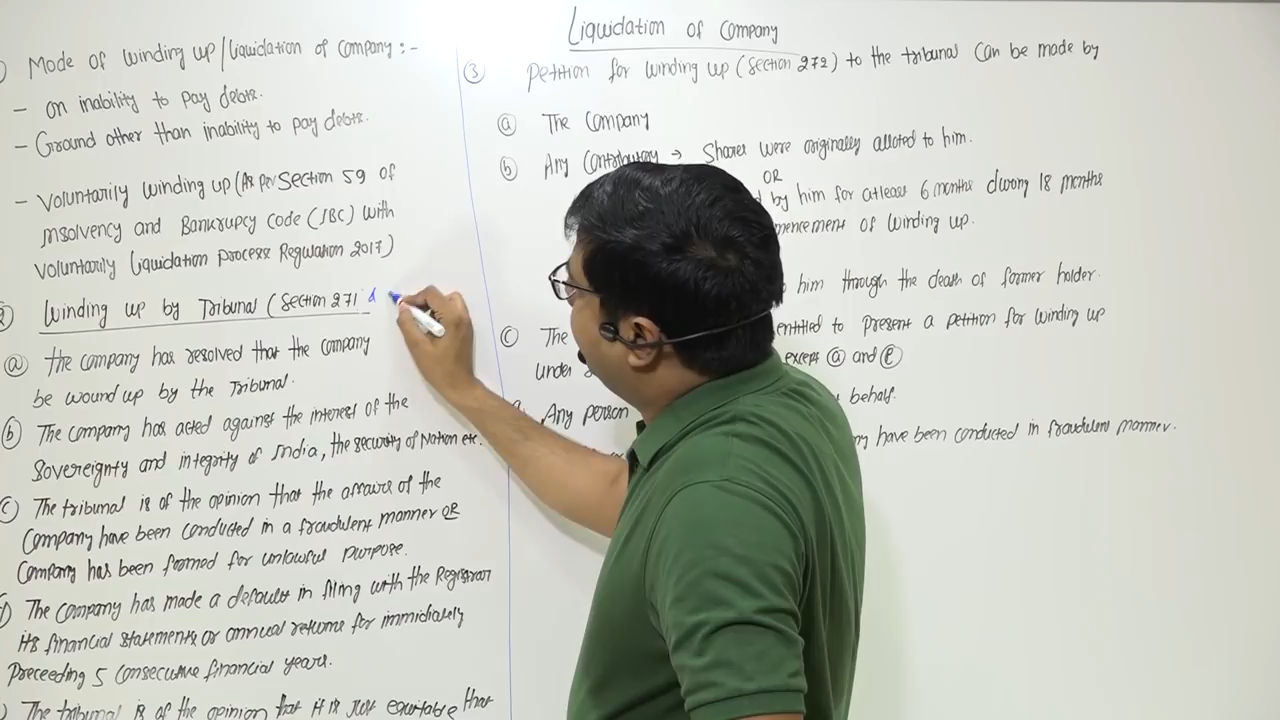 Liquidation of Company
Mode of winding up/liquidation of company :-
- on inability to pay debts.
- Ground other than inability to pay debts.
- Voluntarily winding up (As per Section 59 of
Insolvency and Bankrupcy Code (IBC) with
Voluntarily liquidation process Regulation 2017)
2 Winding up by Tribunal (Section 271
a The company has resolved that the company
be wound up by the Tribunal.
b The company has acted against the interest of the
Sovereignty and integrity of India, the security of Nation etc.
c The tribunal is of the opinion that the affairs of the
Company have been conducted in a fraudulent manner OR
Company has been formed for unlawful purpose.
The company has made a default in filing with the Registrar
its financial statements or annual returns for immidiately
Preceeding 5 consecutive financial years.
The tribunal is of the opinion that it is just equitable that
3 Petition for winding up (Section 272) to the tribunal can be made by
a The Company
b Any Contributory → Shares were originally alloted to him.
OR
by him for atleast 6 months during 18 months
of winding up.
him through the death of former holder.
c The entitled to present a petition for winding up
under except a and e
Any person behalf.
have been conducted in fraudulent manner.